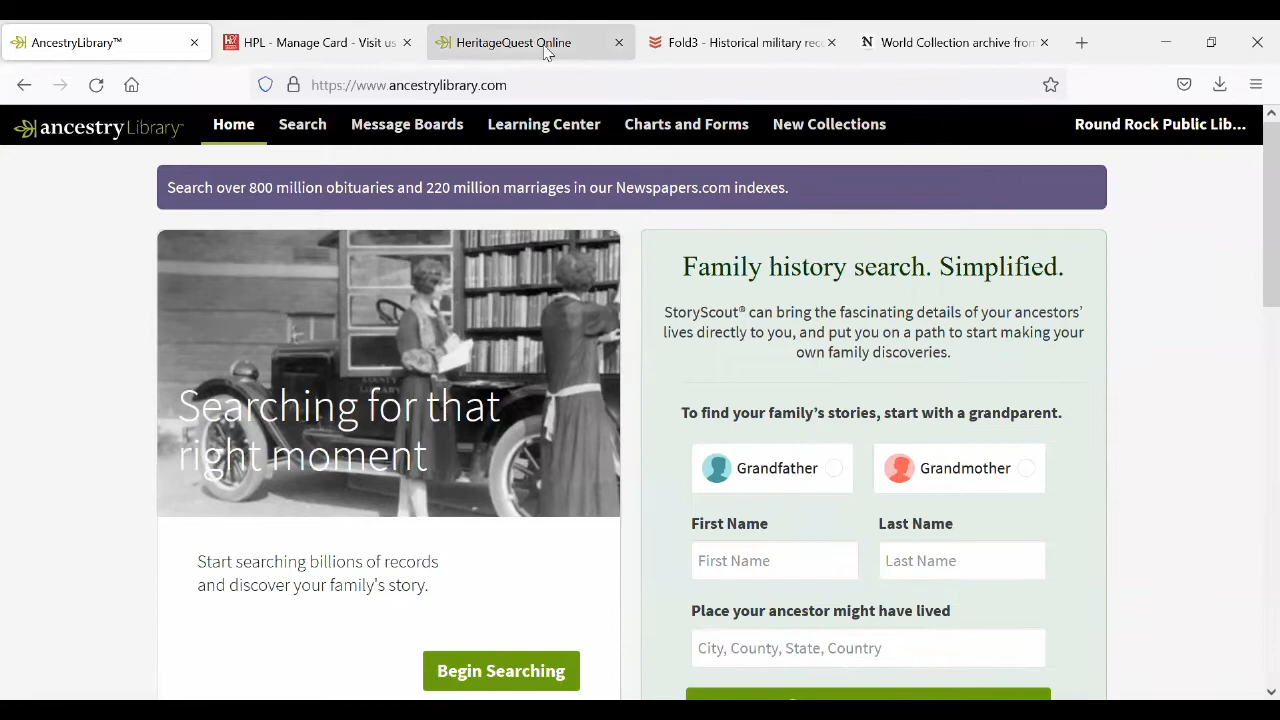 AncestryLibrary™
HPL - Manage Card - Visit us
HeritageQuest Online
Fold3 - Historical military rec
World Collection archive from
https://www.ancestrylibrary.com
ancestryLibrary™
Home
Search
Message Boards
Learning Center
Charts and Forms
New Collections
Round Rock Public Lib...
Search over 800 million obituaries and 220 million marriages in our Newspapers.com indexes.
Searching for that
right moment
Start searching billions of records
and discover your family's story.
Begin Searching
Family history search. Simplified.
StoryScout® can bring the fascinating details of your ancestors’
lives directly to you, and put you on a path to start making your
own family discoveries.
To find your family’s stories, start with a grandparent.
Grandfather
Grandmother
First Name
Last Name
First Name
Last Name
Place your ancestor might have lived
City, County, State, Country